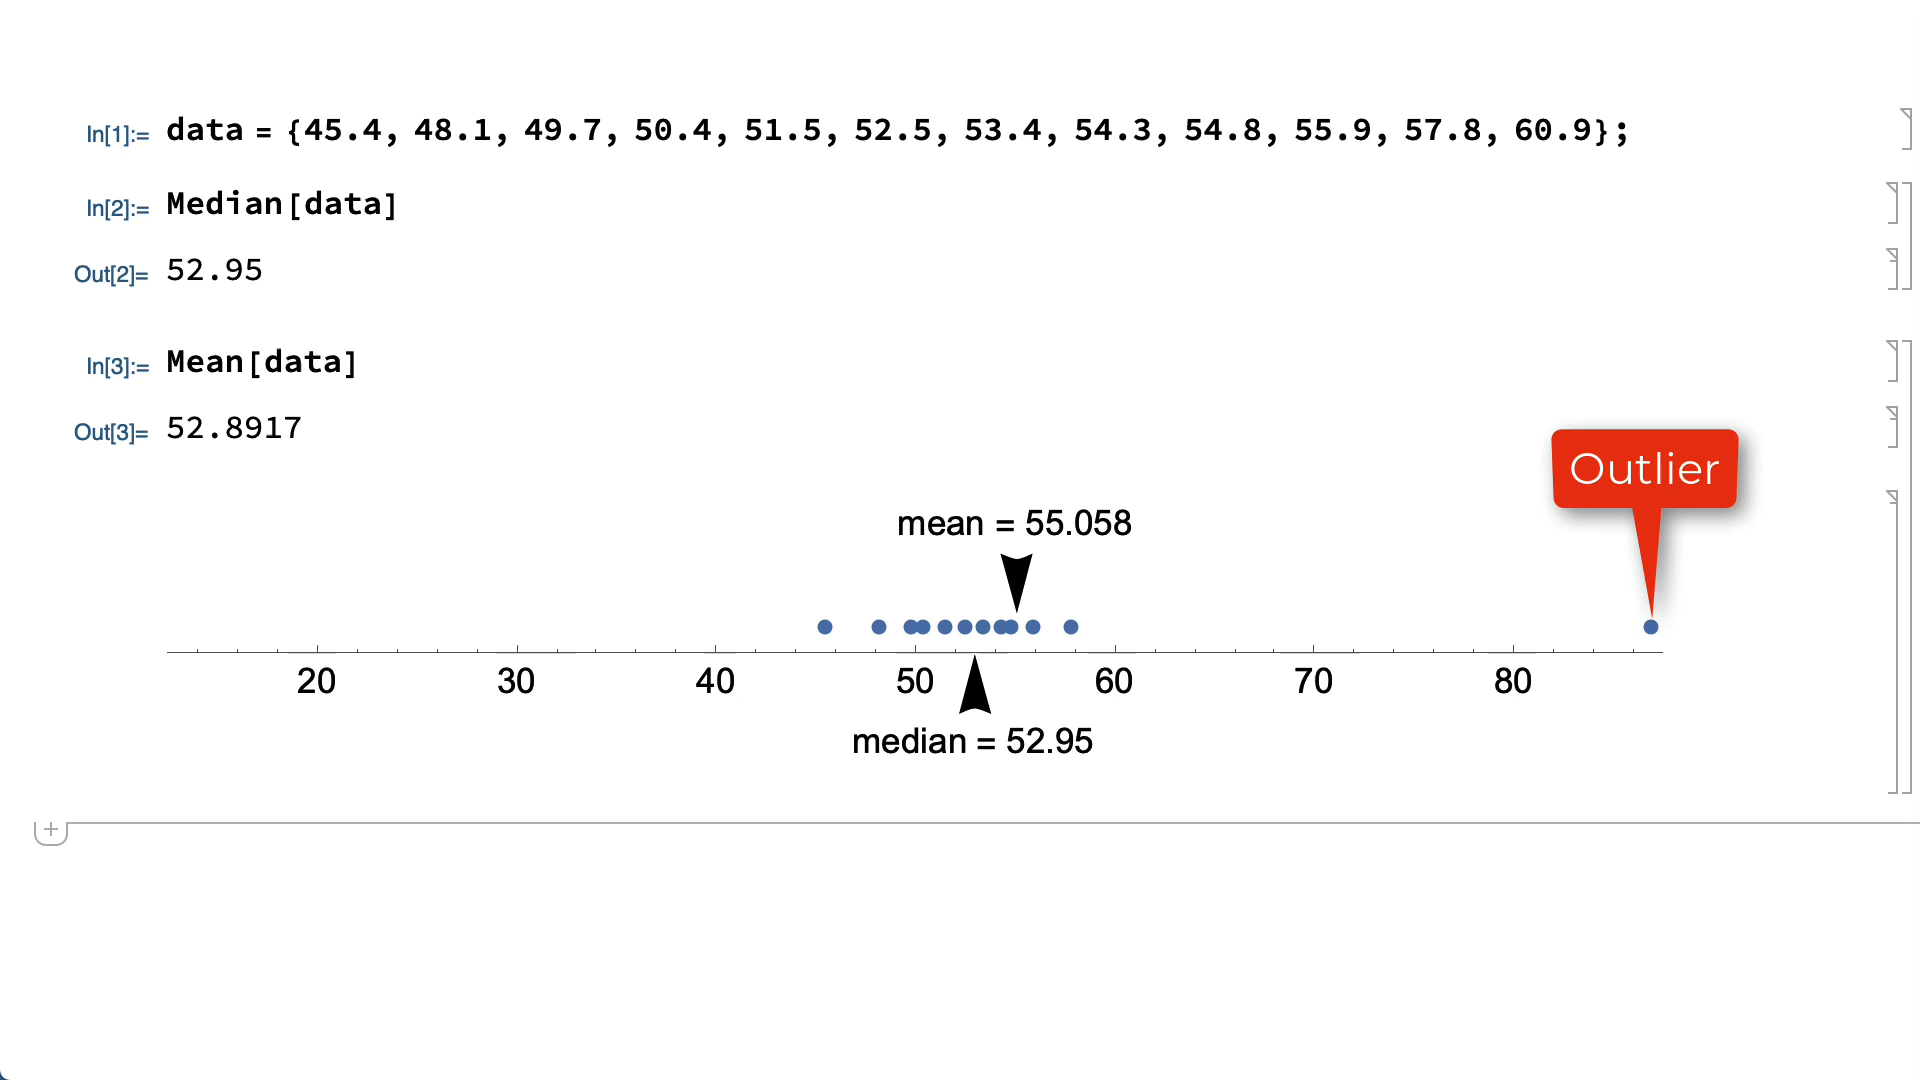 In[1]:= data = {45.4, 48.1, 49.7, 50.4, 51.5, 52.5, 53.4, 54.3, 54.8, 55.9, 57.8, 60.9};
In[2]:= Median[data]
Out[2]= 52.95
In[3]:= Mean[data]
Out[3]= 52.8917
Outlier
mean = 55.058
20 30 40 50 60 70 80
median = 52.95